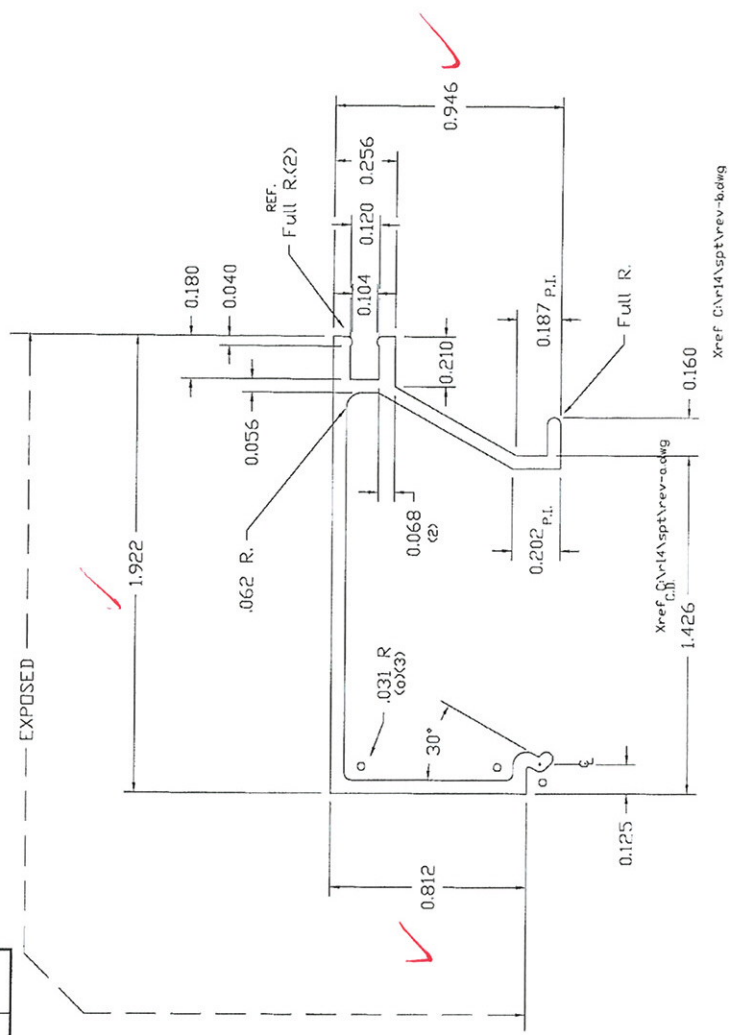 EXPOSED
1.922
0.180
0.040
0.056
.062 R.
REF.
Full R.(2)
0.104
0.120
0.256
0.946
0.068
(2)
0.210
0.187 P.I.
Full R.
0.202 P.I.
0.160
.031 R
(o)(3)
30°
0.812
0.125
℄
1.426
C.D.
Xref C:\r14\spt\rev-a.dwg
Xref C:\r14\spt\rev-b.dwg